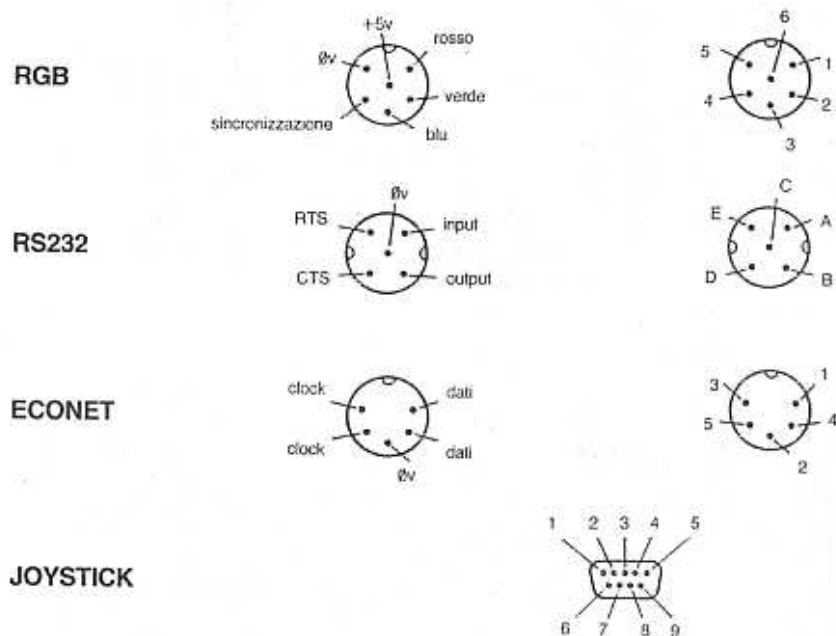 RGB
+5v
rosso
Øv
verde
sincronizzazione
blu
6
5
1
4
2
3
RS232
Øv
RTS
input
CTS
output
C
E
A
D
B
ECONET
clock
dati
clock
dati
Øv
3
1
5
4
2
JOYSTICK
1 2 3 4 5
6 7 8 9